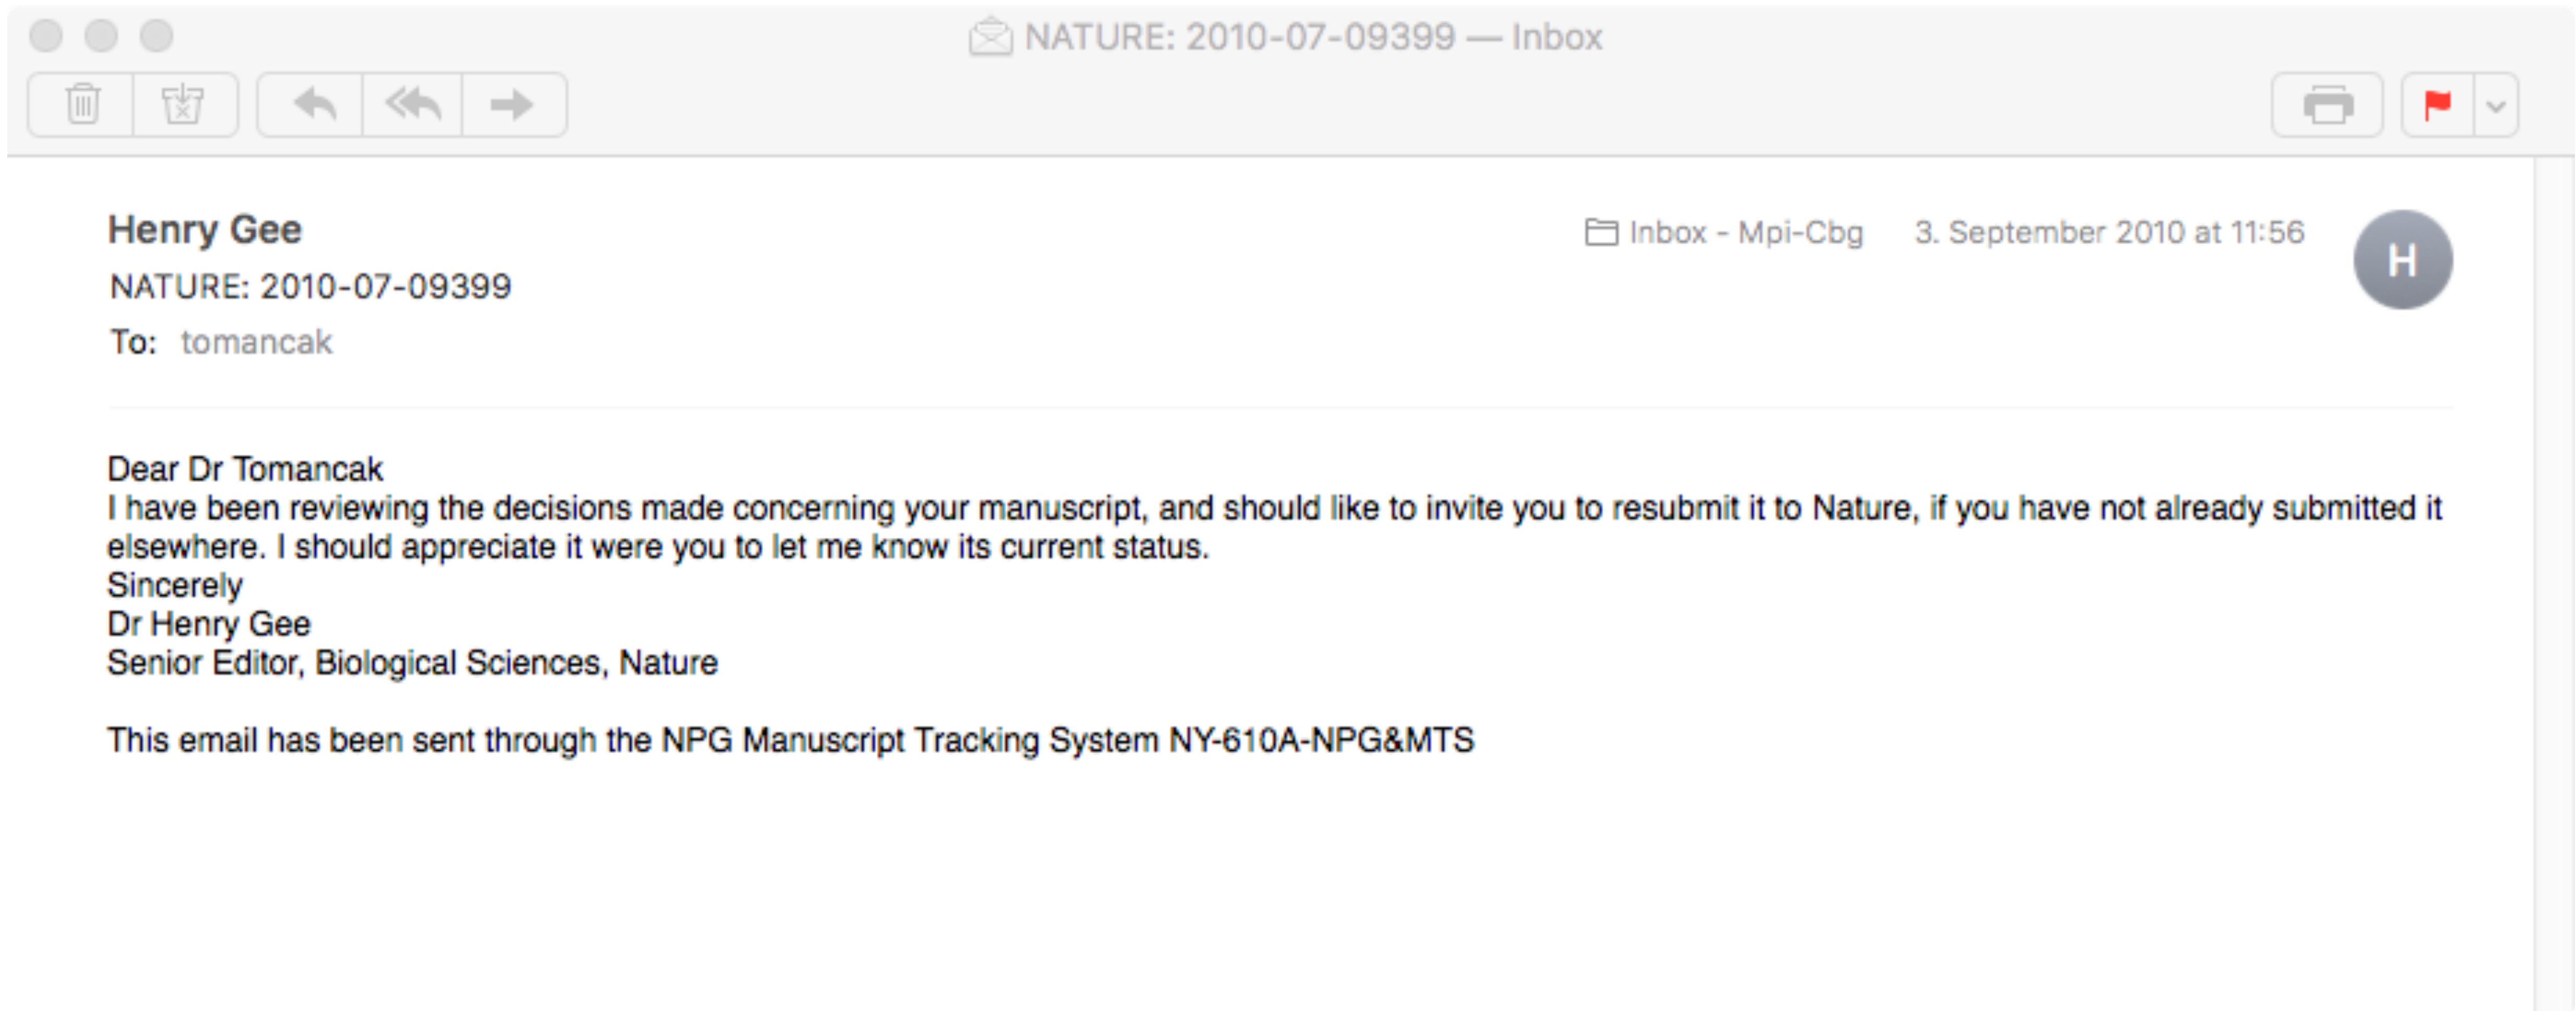 NATURE: 2010-07-09399 — Inbox
Henry Gee
Inbox - Mpi-Cbg 3. September 2010 at 11:56
H
NATURE: 2010-07-09399
To: tomancak
Dear Dr Tomancak
I have been reviewing the decisions made concerning your manuscript, and should like to invite you to resubmit it to Nature, if you have not already submitted it
elsewhere. I should appreciate it were you to let me know its current status.
Sincerely
Dr Henry Gee
Senior Editor, Biological Sciences, Nature
This email has been sent through the NPG Manuscript Tracking System NY-610A-NPG&MTS